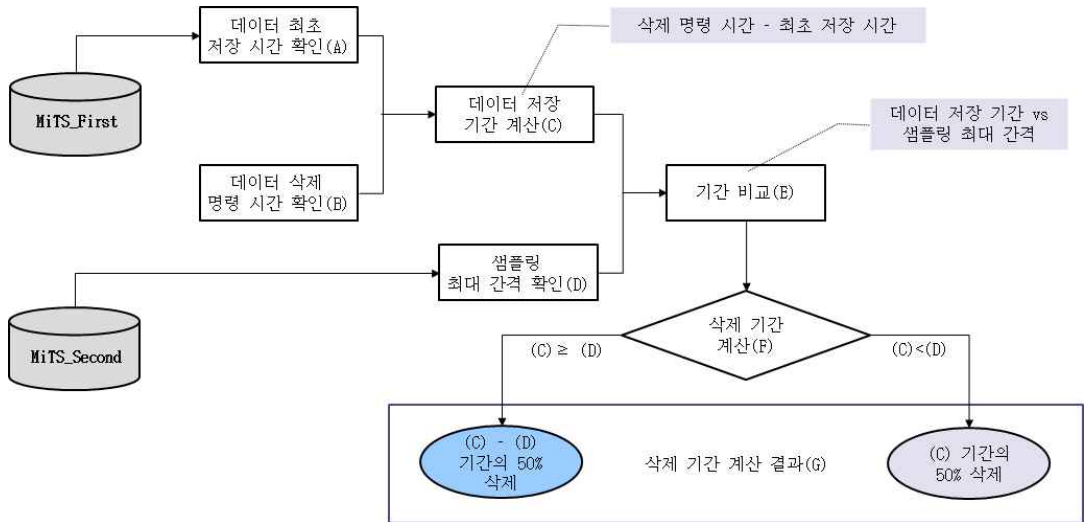 데이터 최초
저장 시간 확인(A)
삭제 명령 시간 - 최초 저장 시간
MiTS_First
데이터 저장
기간 계산(C)
데이터 저장 기간 vs
샘플링 최대 간격
데이터 삭제
명령 시간 확인(B)
기간 비교(E)
샘플링
최대 간격 확인(D)
MiTS_Second
삭제 기간
계산(F)
(C)≥ (D)
(C)<(D)
(C) - (D)
기간의 50%
삭제
삭제 기간 계산 결과(G)
(C) 기간의
50% 삭제